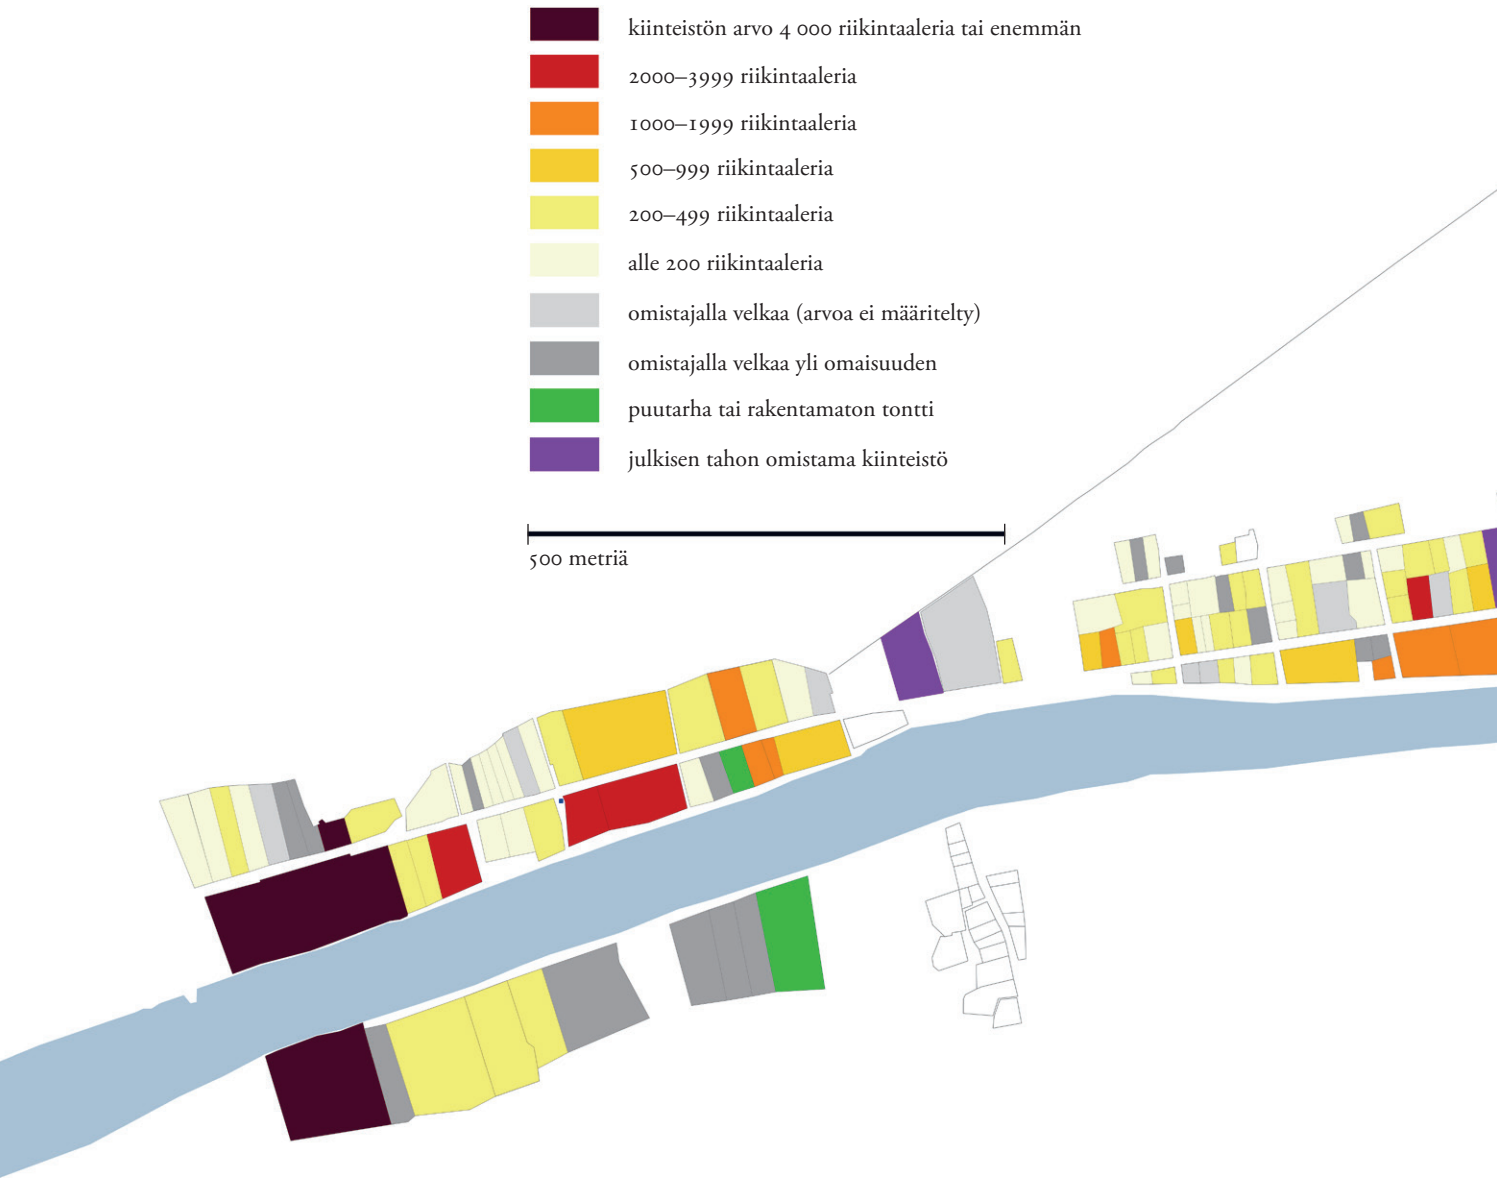 kiinteistön arvo 4 000 riikintaaleria tai enemmän
2000–3999 riikintaaleria
1000–1999 riikintaaleria
500–999 riikintaaleria
200–499 riikintaaleria
alle 200 riikintaaleria
omistajalla velkaa (arvoa ei määritelty)
omistajalla velkaa yli omaisuuden
puutarha tai rakentamaton tontti
julkisen tahon omistama kiinteistö
500 metriä